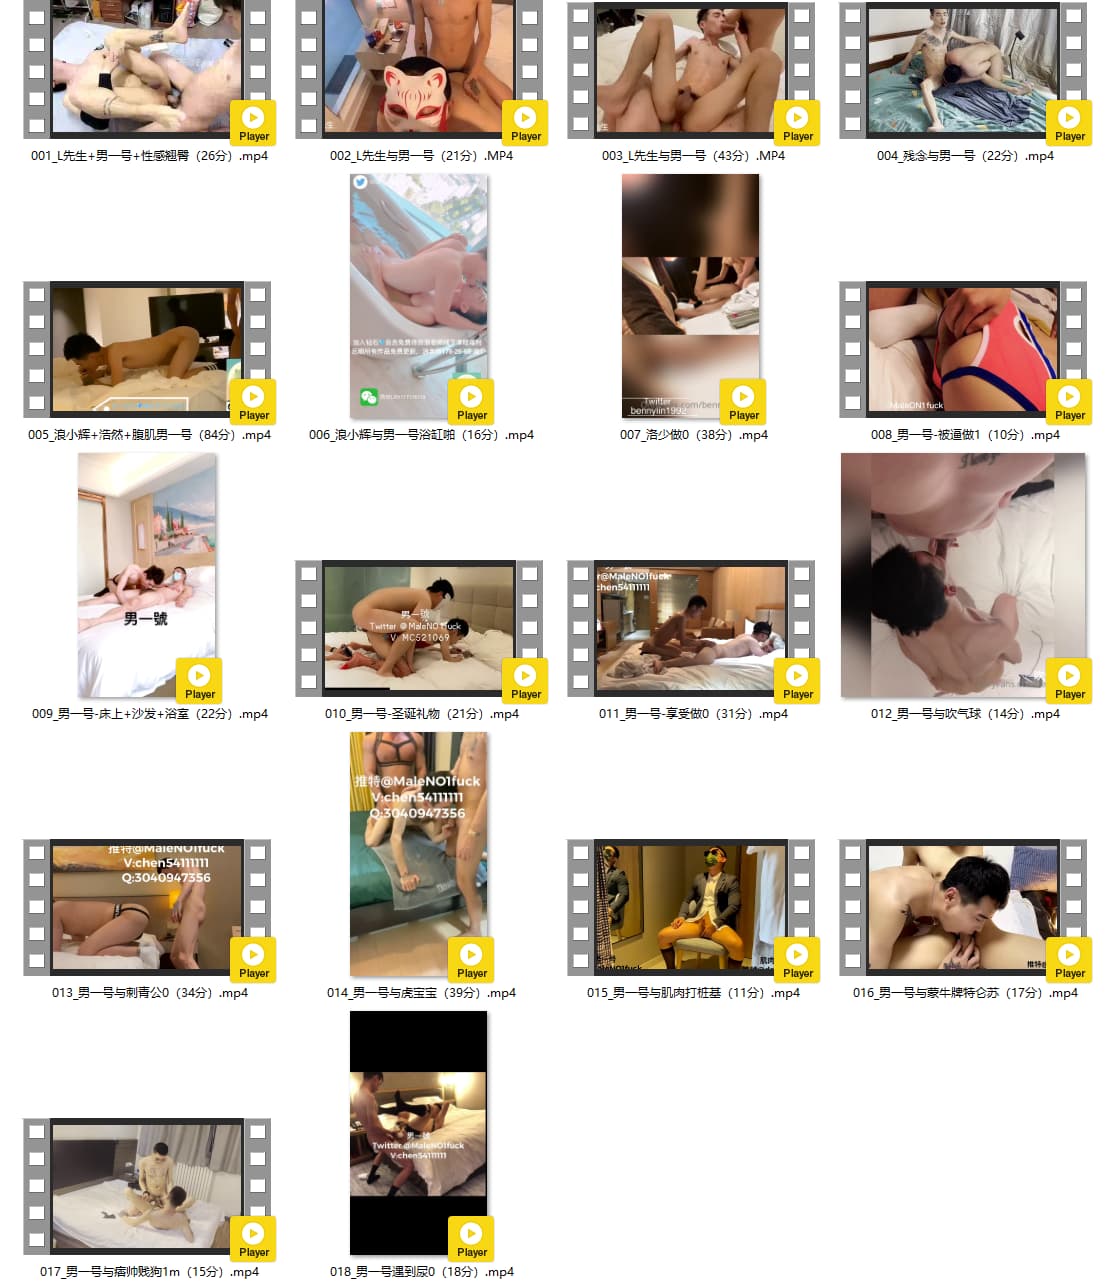 Player
Player
Player
Player
001_L先生+男一号+性感翘臀（26分）.mp4
002_L先生与男一号（21分）.MP4
003_L先生与男一号（43分）.MP4
004_残念与男一号（22分）.mp4
Twitter
bennylin1992
MaleON1fuck
Player
Player
Player
Player
005_浪小辉+浩然+腹肌男一号（84分）.mp4
006_浪小辉与男一号浴缸啪（16分）.mp4
007_洛少做0（38分）.mp4
008_男一号-被逼做1（10分）.mp4
男一號
男一號
Twitter @MaleNO1fuck
V: MC521069
r@MaleNO1fuck
chen54111111
Player
Player
Player
Player
009_男一号-床上+沙发+浴室（22分）.mp4
010_男一号-圣诞礼物（21分）.mp4
011_男一号-享受做0（31分）.mp4
012_男一号与吹气球（14分）.mp4
推特@MaleNO1fuck
V:chen54111111
Q:3040947356
推特@MaleNO1fuck
V:chen54111111
Q:3040947356
肌肉
推特@
Player
Player
Player
Player
013_男一号与刺青公0（34分）.mp4
014_男一号与虎宝宝（39分）.mp4
015_男一号与肌肉打桩基（11分）.mp4
016_男一号与蒙牛牌特仑苏（17分）.mp4
男一號
Twitter @MaleNO1fuck
V:chen54111111
Player
Player
017_男一号与痞帅贱狗1m（15分）.mp4
018_男一号遇到尿0（18分）.mp4